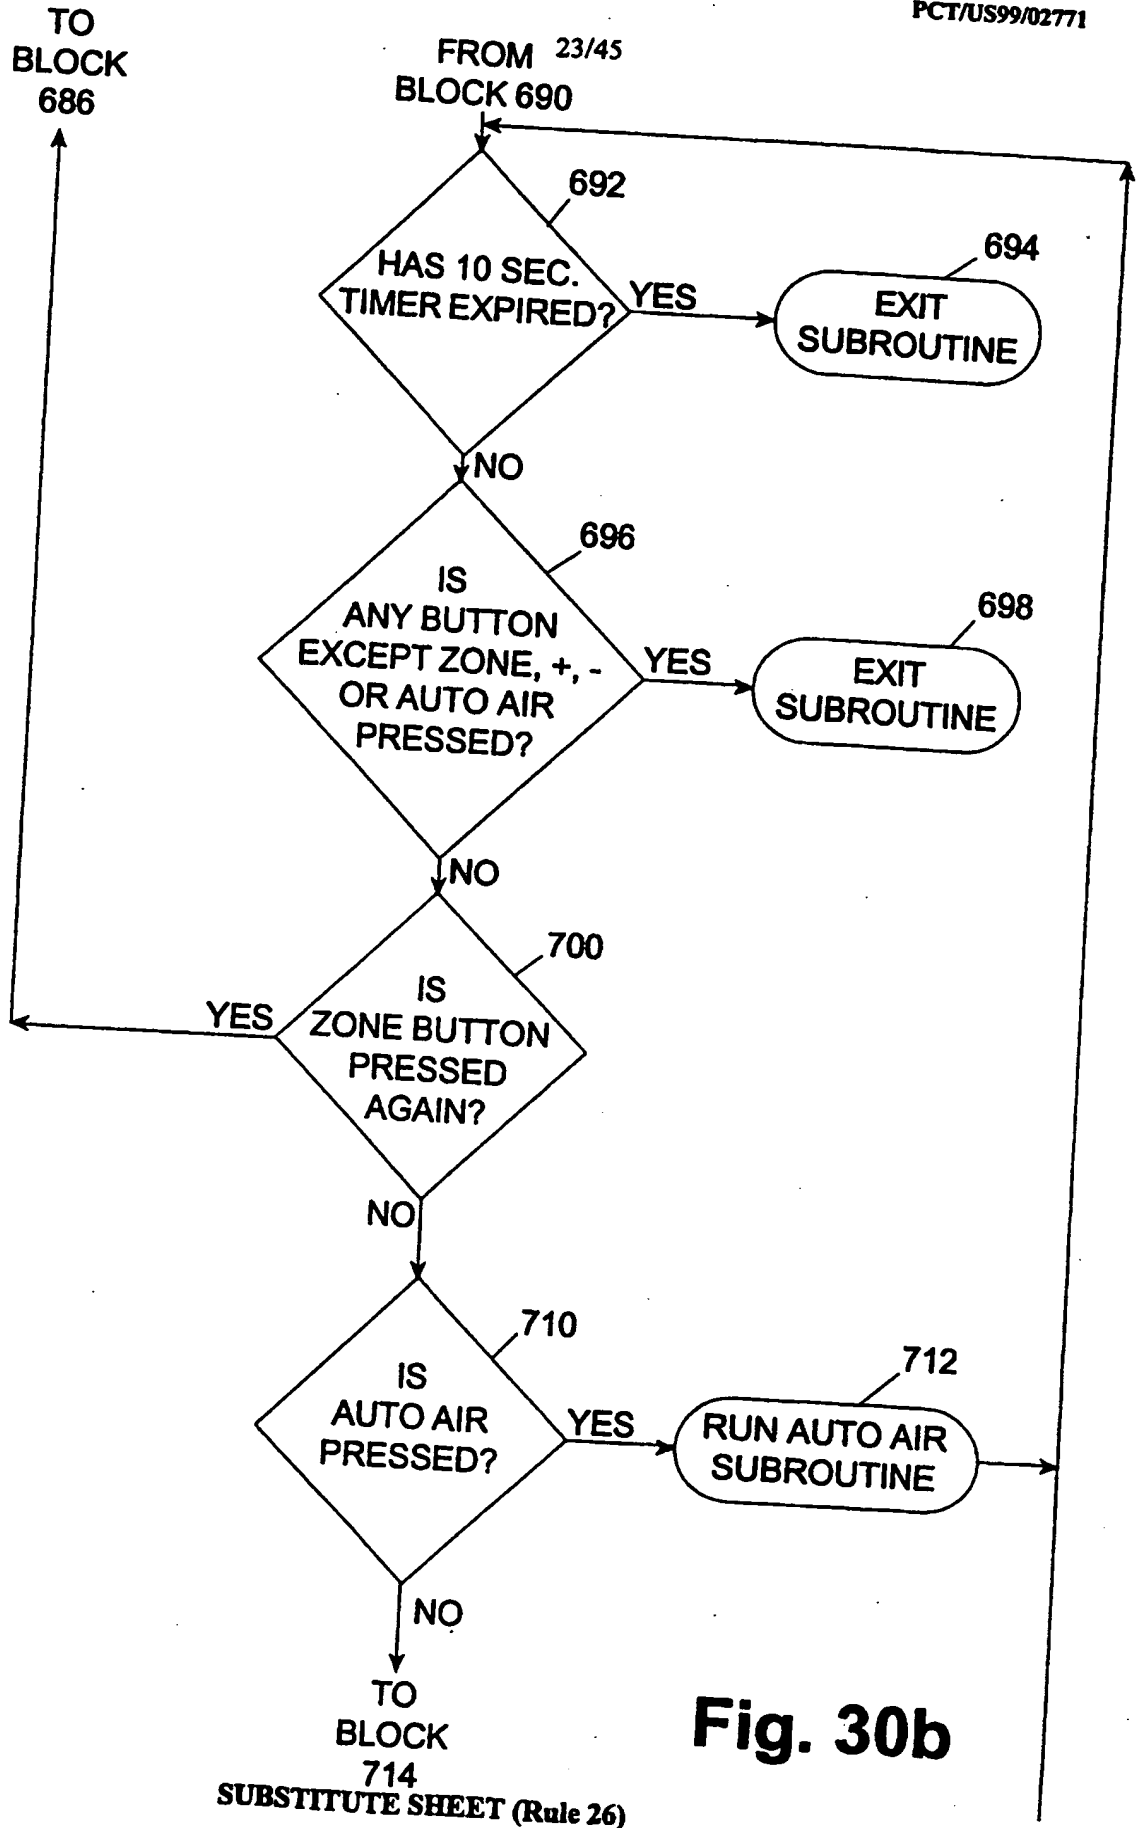 PCT/US99/02771
TO
BLOCK
686
23/45
FROM
BLOCK 690
692
HAS 10 SEC.
TIMER EXPIRED?
YES
694
EXIT
SUBROUTINE
NO
696
IS
ANY BUTTON
EXCEPT ZONE, +, -
OR AUTO AIR
PRESSED?
YES
698
EXIT
SUBROUTINE
NO
700
IS
ZONE BUTTON
PRESSED
AGAIN?
YES
NO
710
IS
AUTO AIR
PRESSED?
YES
712
RUN AUTO AIR
SUBROUTINE
NO
TO
BLOCK
714
Fig. 30b
SUBSTITUTE SHEET (Rule 26)